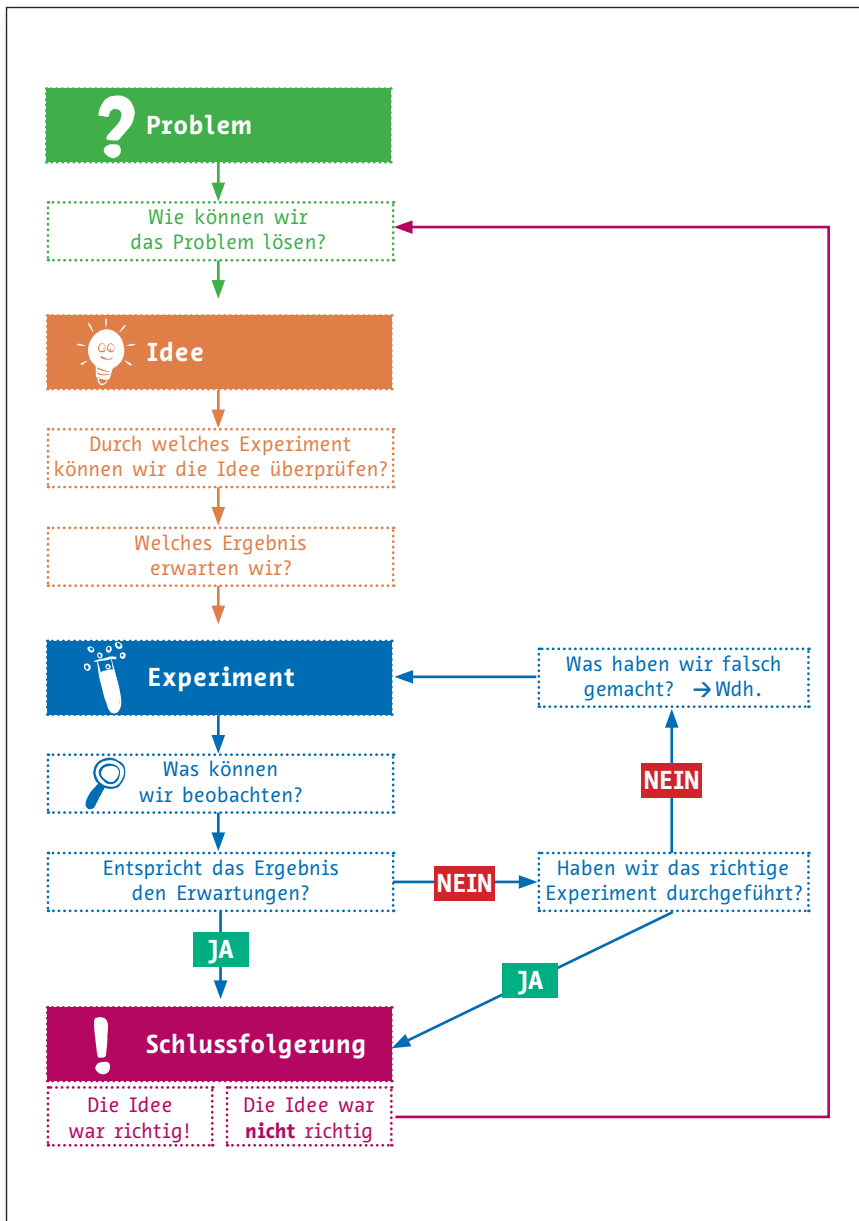 Problem
Wie können wir
das Problem lösen?
Idee
Durch welches Experiment
können wir die Idee überprüfen?
Welches Ergebnis
erwarten wir?
Experiment
Was haben wir falsch
gemacht? → Wdh.
Was können
wir beobachten?
NEIN
Entspricht das Ergebnis
den Erwartungen?
NEIN
Haben wir das richtige
Experiment durchgeführt?
JA
JA
Schlussfolgerung
Die Idee
war richtig!
Die Idee war
nicht richtig